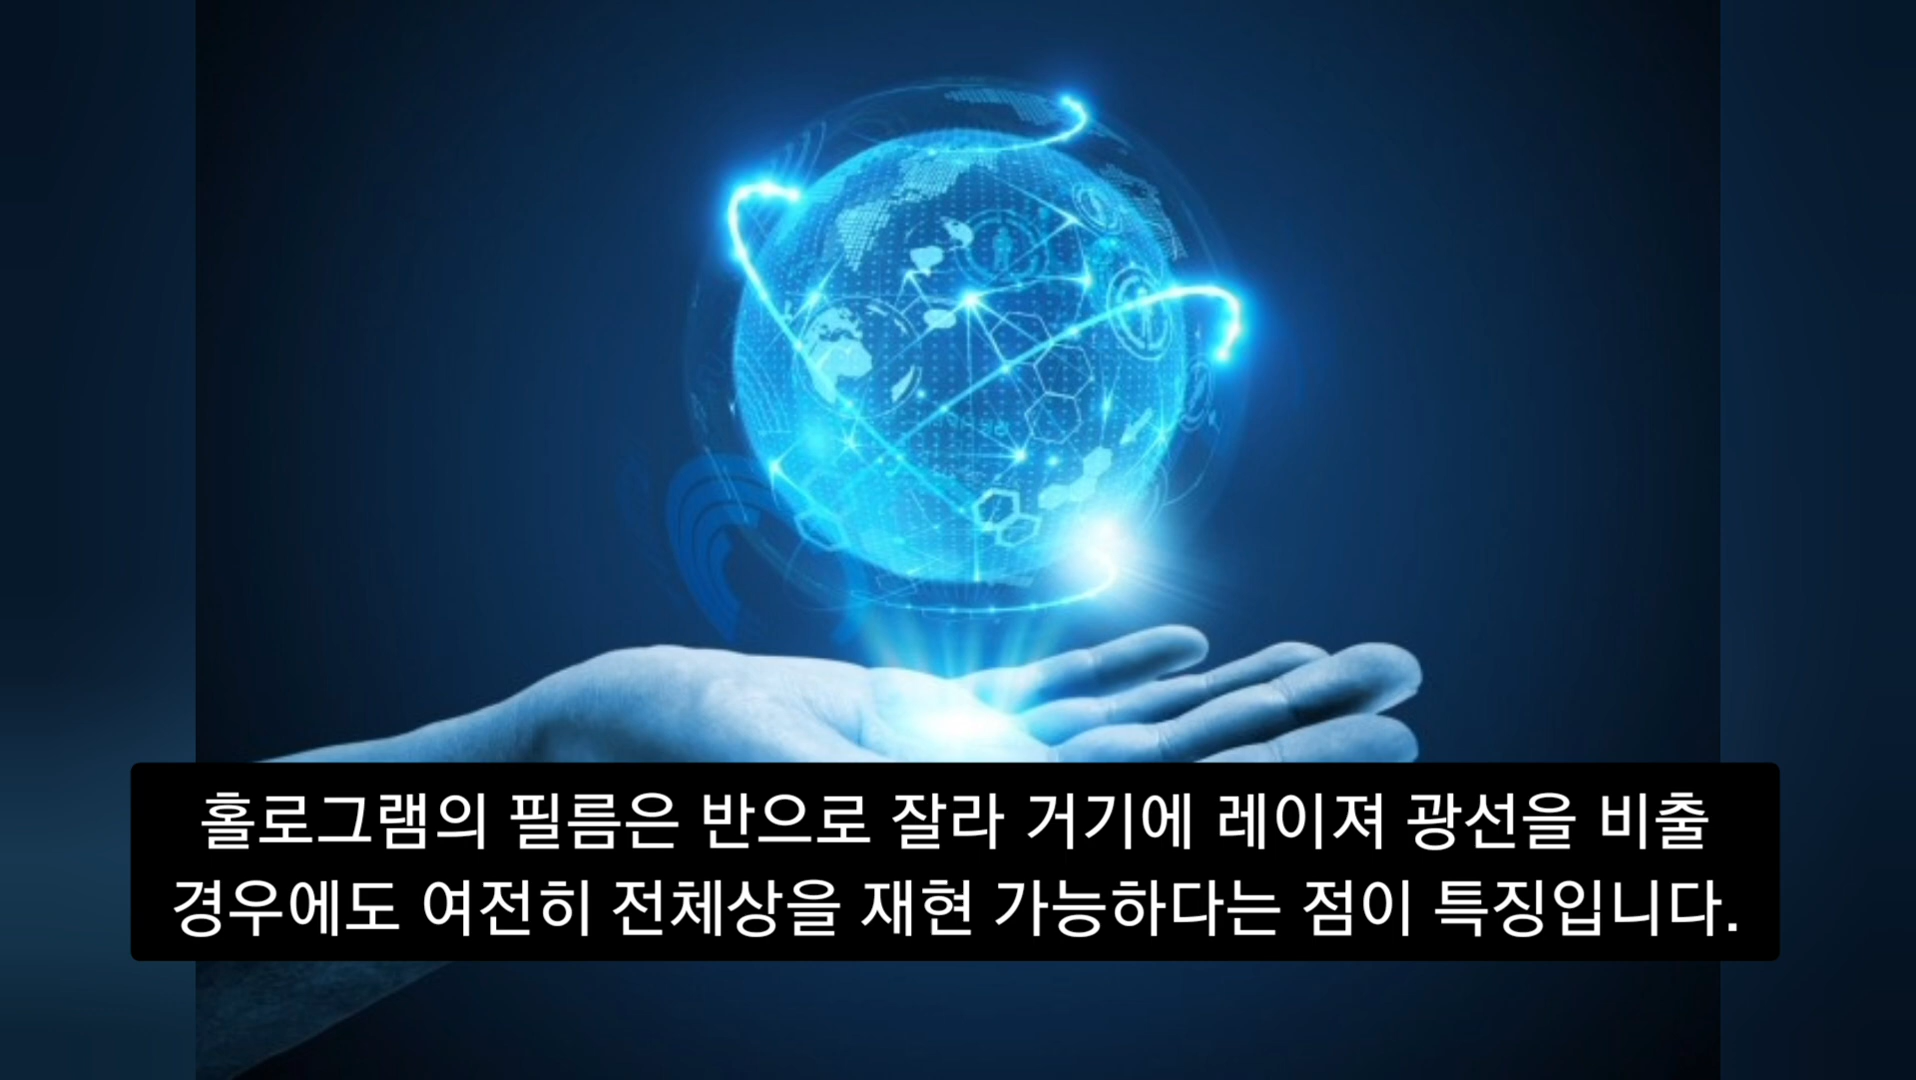 홀로그램의 필름은 반으로 잘라 거기에 레이져 광선을 비출
경우에도 여전히 전체상을 재현 가능하다는 점이 특징입니다.